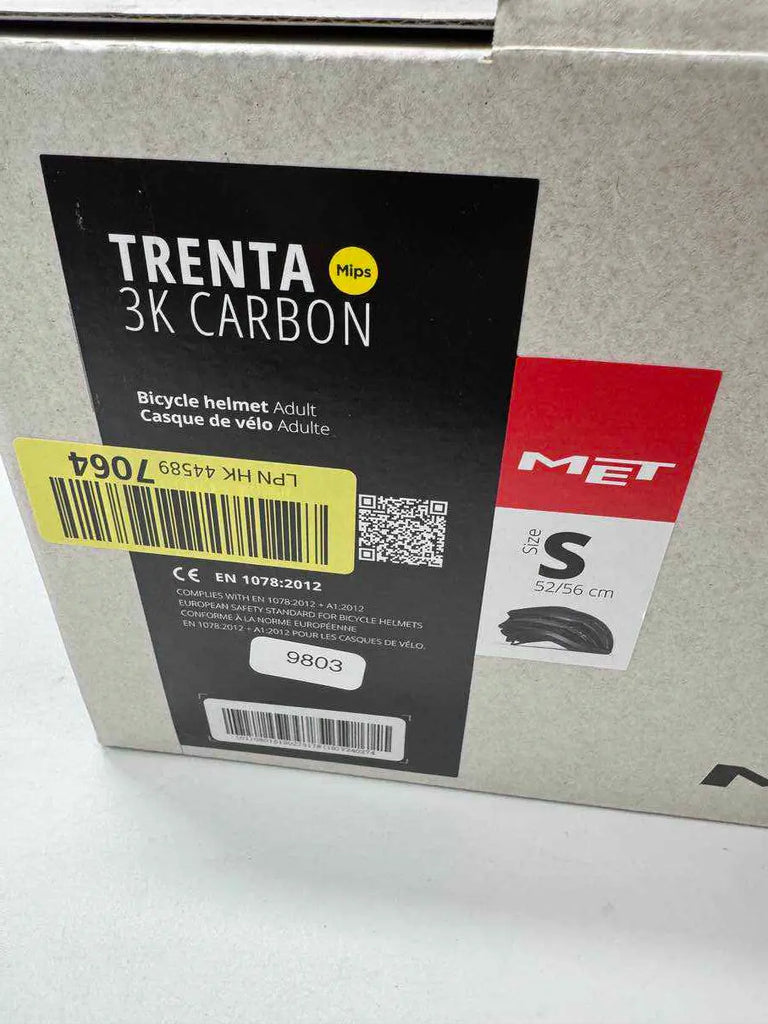 TRENTA Mips
3K CARBON
Bicycle helmet Adult
Casque de vélo Adulte
LPN HK 44589 7064
CE EN 1078:2012
COMPLIES WITH EN 1078:2012 + A1:2012
EUROPEAN SAFETY STANDARD FOR BICYCLE HELMETS
CONFORME À LA NORME EUROPÉENNE
EN 1078:2012 + A1:2012 POUR LES CASQUES DE VÉLO.
9803
MET
Size
S
52/56 cm